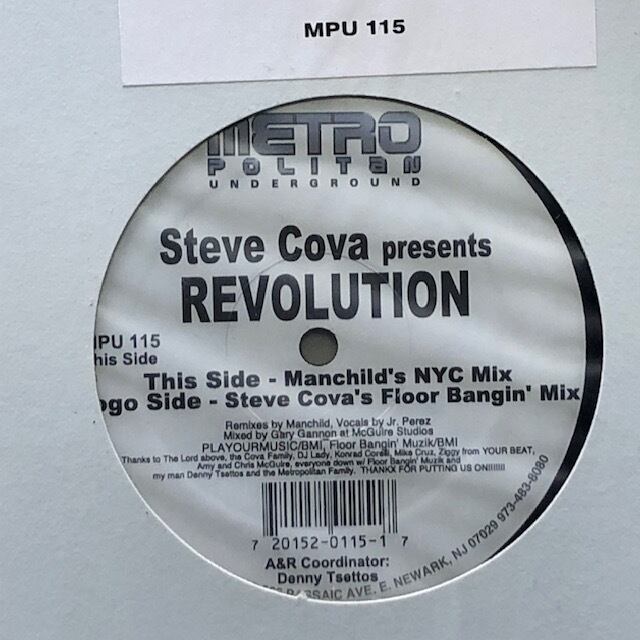 MPU 115
METRO
POLITAN
UNDERGROUND
Steve Cova presents
REVOLUTION
MPU 115
This Side
This Side - Manchild's NYC Mix
ogo Side - Steve Cova's Floor Bangin' Mix
Remixes by Manchild, Vocals by Jr. Perez
Mixed by Gary Gannon at McGuire Studios
PLAYOURMUSIC/BMI, Floor Bangin' Muzik/BMI
Thanks to The Lord above, the Cova Family, DJ Lady, Konrad Corelli, Mike Cruz, Ziggy from YOUR BEAT,
Amy and Chris McGuire, everyone down w/ Floor Bangin' Muzik and
my man Denny Tsettos and the Metropolitan Family. THANKX FOR PUTTING US ON!!!!!!!
7 20152-0115-1 7
A&R Coordinator:
Denny Tsettos
PASSAIC AVE. E. NEWARK, NJ 07029 973-483-8080